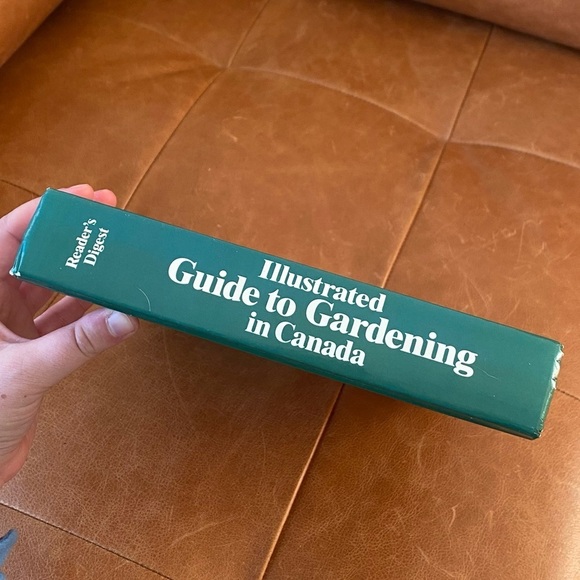 Reader's
Digest
Illustrated
Guide to Gardening
in Canada